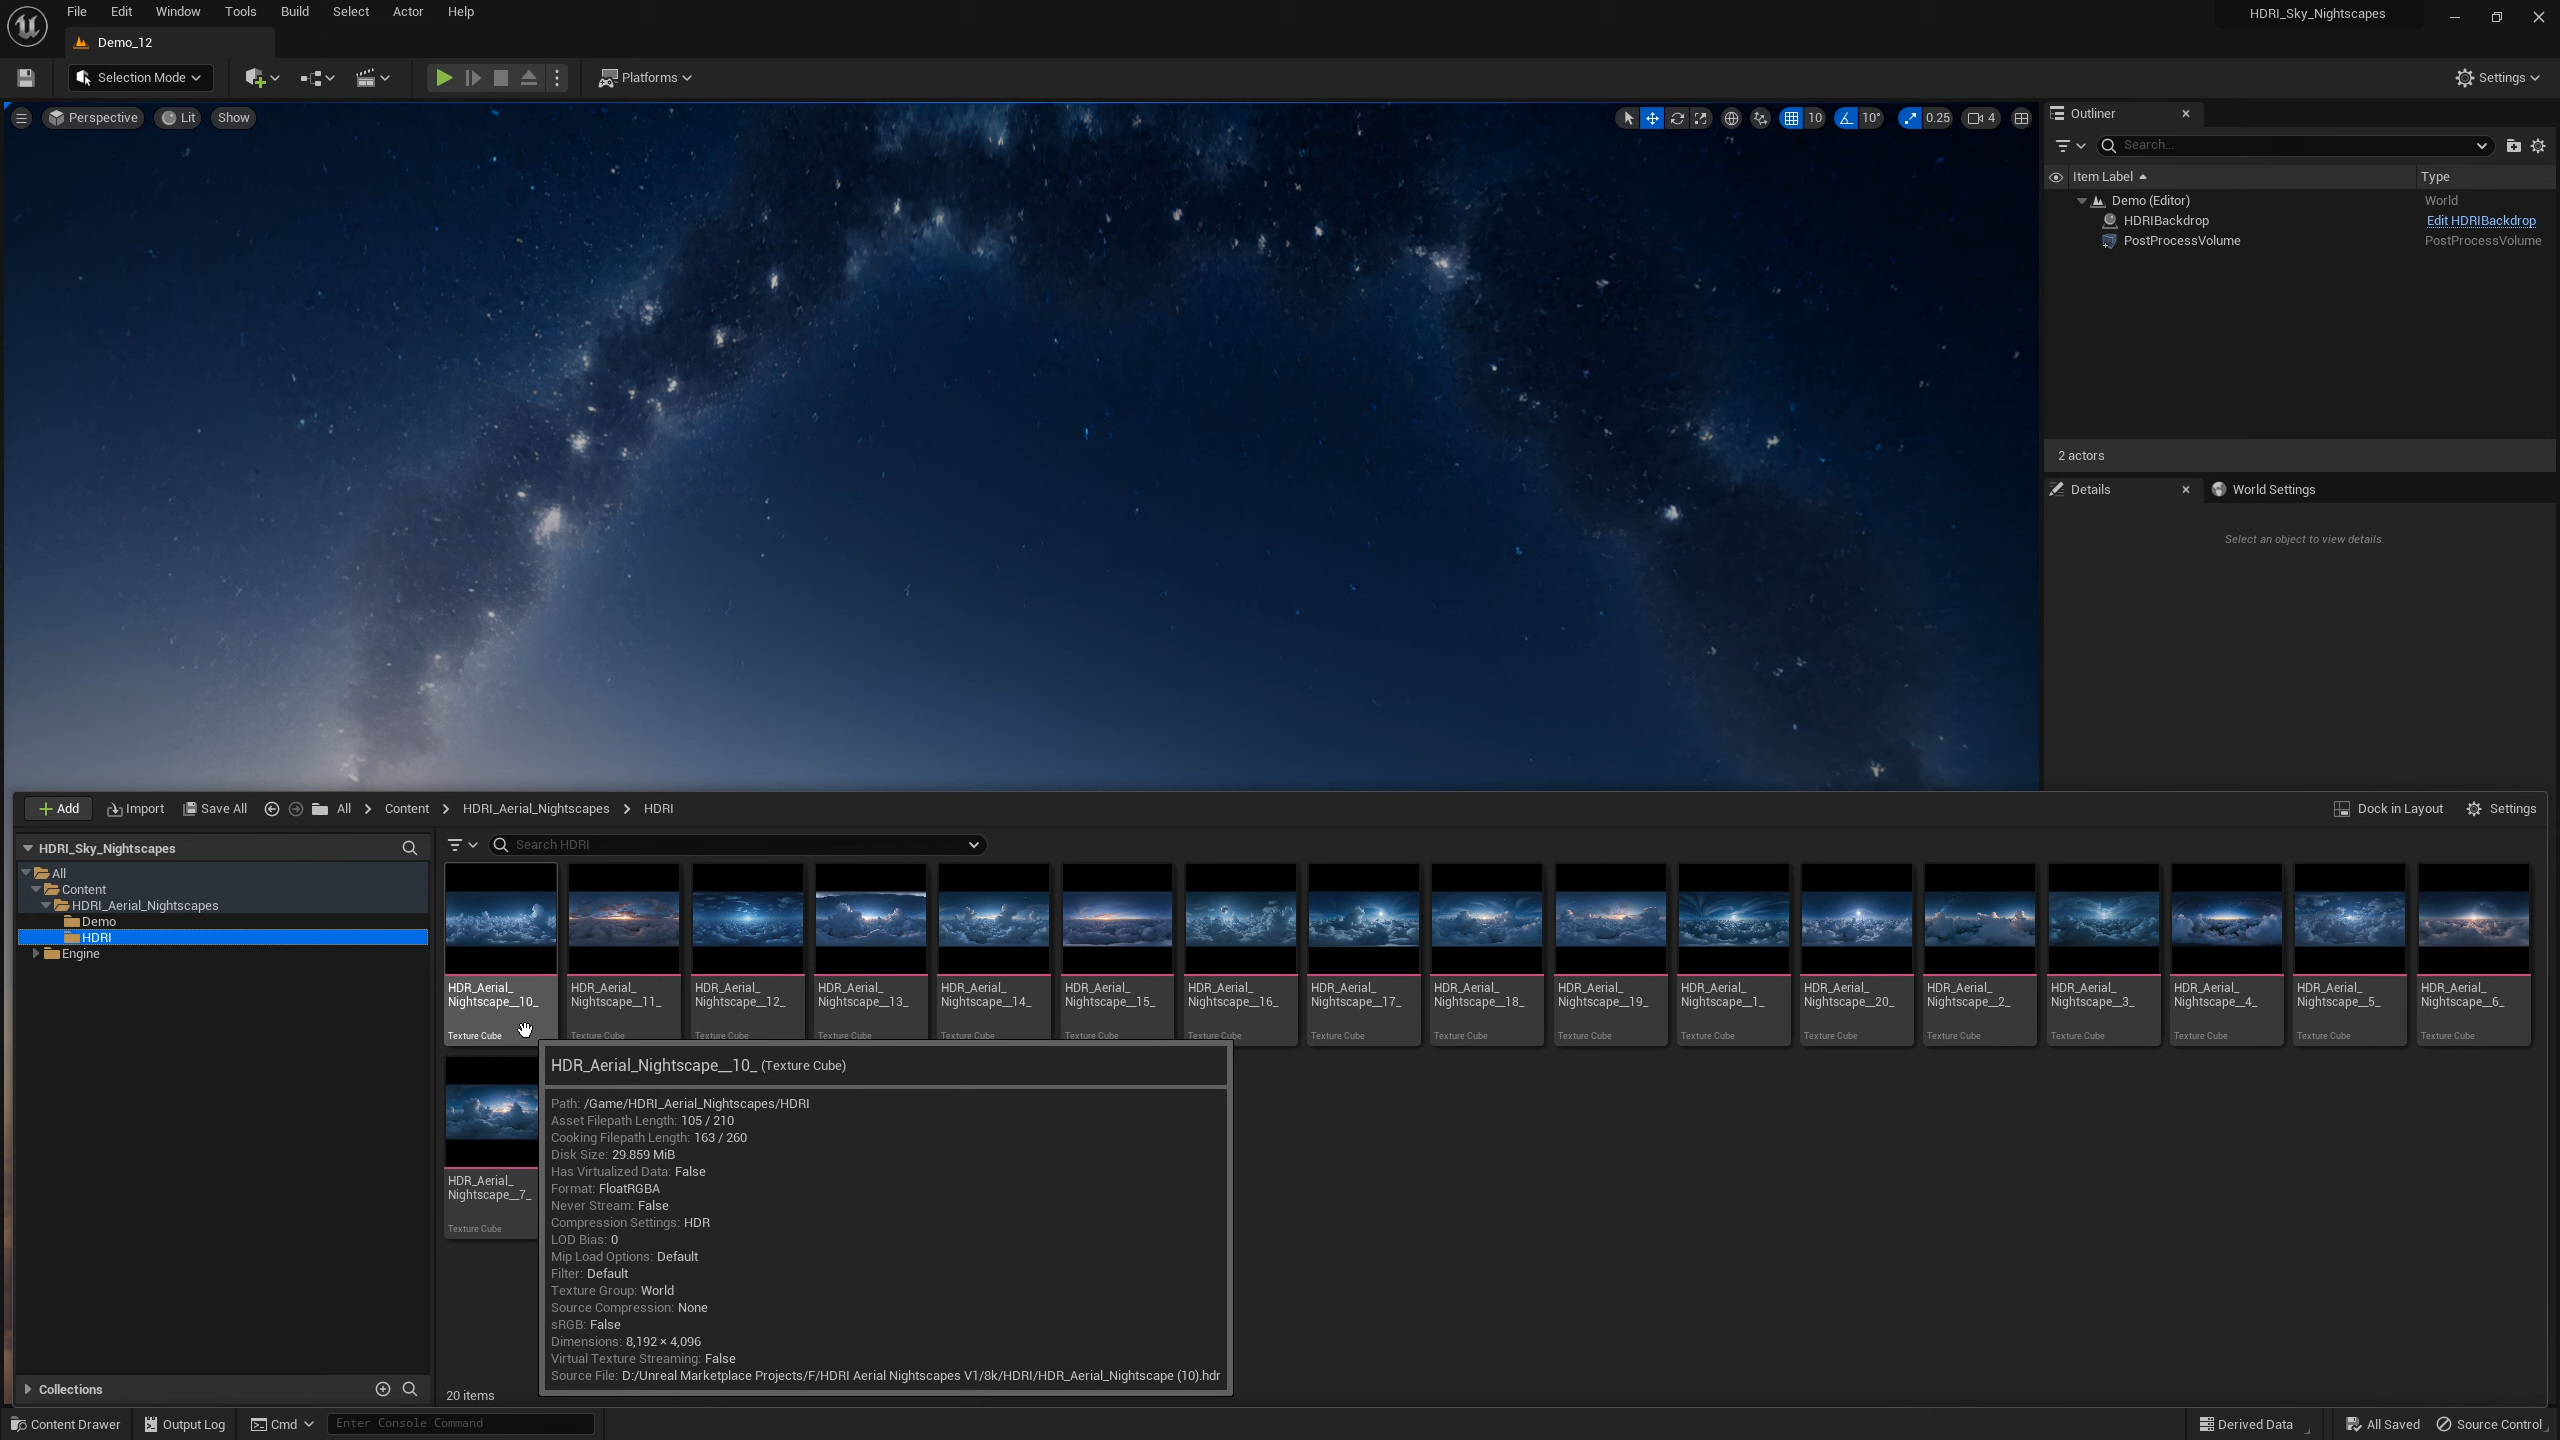 File Edit Window Tools Build Select Actor Help
HDRI_Sky_Nightscapes
Demo_12
Selection Mode
Platforms
Settings
Perspective Lit Show
10 10° 0.25 4
Outliner
Search...
Item Label Type
Demo (Editor) World
HDRIBackdrop Edit HDRIBackdrop
PostProcessVolume PostProcessVolume
2 actors
Details World Settings
Select an object to view details.
Add Import Save All All Content HDRI_Aerial_Nightscapes HDRI
Dock in Layout Settings
HDRI_Sky_Nightscapes
Search HDRI
All
Content
HDRI_Aerial_Nightscapes
Demo
HDRI
Engine
HDR_Aerial_ HDR_Aerial_ HDR_Aerial_ HDR_Aerial_ HDR_Aerial_ HDR_Aerial_ HDR_Aerial_ HDR_Aerial_ HDR_Aerial_ HDR_Aerial_ HDR_Aerial_ HDR_Aerial_ HDR_Aerial_ HDR_Aerial_ HDR_Aerial_ HDR_Aerial_ HDR_Aerial_
Nightscape__10_ Nightscape__11_ Nightscape__12_ Nightscape__13_ Nightscape__14_ Nightscape__15_ Nightscape__16_ Nightscape__17_ Nightscape__18_ Nightscape__19_ Nightscape__1_ Nightscape__20_ Nightscape__2_ Nightscape__3_ Nightscape__4_ Nightscape__5_ Nightscape__6_
Texture Cube Texture Cube Texture Cube Texture Cube Texture Cube Texture Cube Texture Cube Texture Cube Texture Cube Texture Cube Texture Cube Texture Cube Texture Cube Texture Cube Texture Cube Texture Cube Texture Cube
HDR_Aerial_
Nightscape__7_
Texture Cube
HDR_Aerial_Nightscape__10_ (Texture Cube)
Path: /Game/HDRI_Aerial_Nightscapes/HDRI
Asset Filepath Length: 105 / 210
Cooking Filepath Length: 163 / 260
Disk Size: 29.859 MiB
Has Virtualized Data: False
Format: FloatRGBA
Never Stream: False
Compression Settings: HDR
LOD Bias: 0
Mip Load Options: Default
Filter: Default
Texture Group: World
Source Compression: None
sRGB: False
Dimensions: 8,192 × 4,096
Virtual Texture Streaming: False
Source File: D:/Unreal Marketplace Projects/F/HDRI Aerial Nightscapes V1/8k/HDRI/HDR_Aerial_Nightscape (10).hdr
Collections
20 items
Content Drawer Output Log Cmd Enter Console Command
Derived Data All Saved Source Control